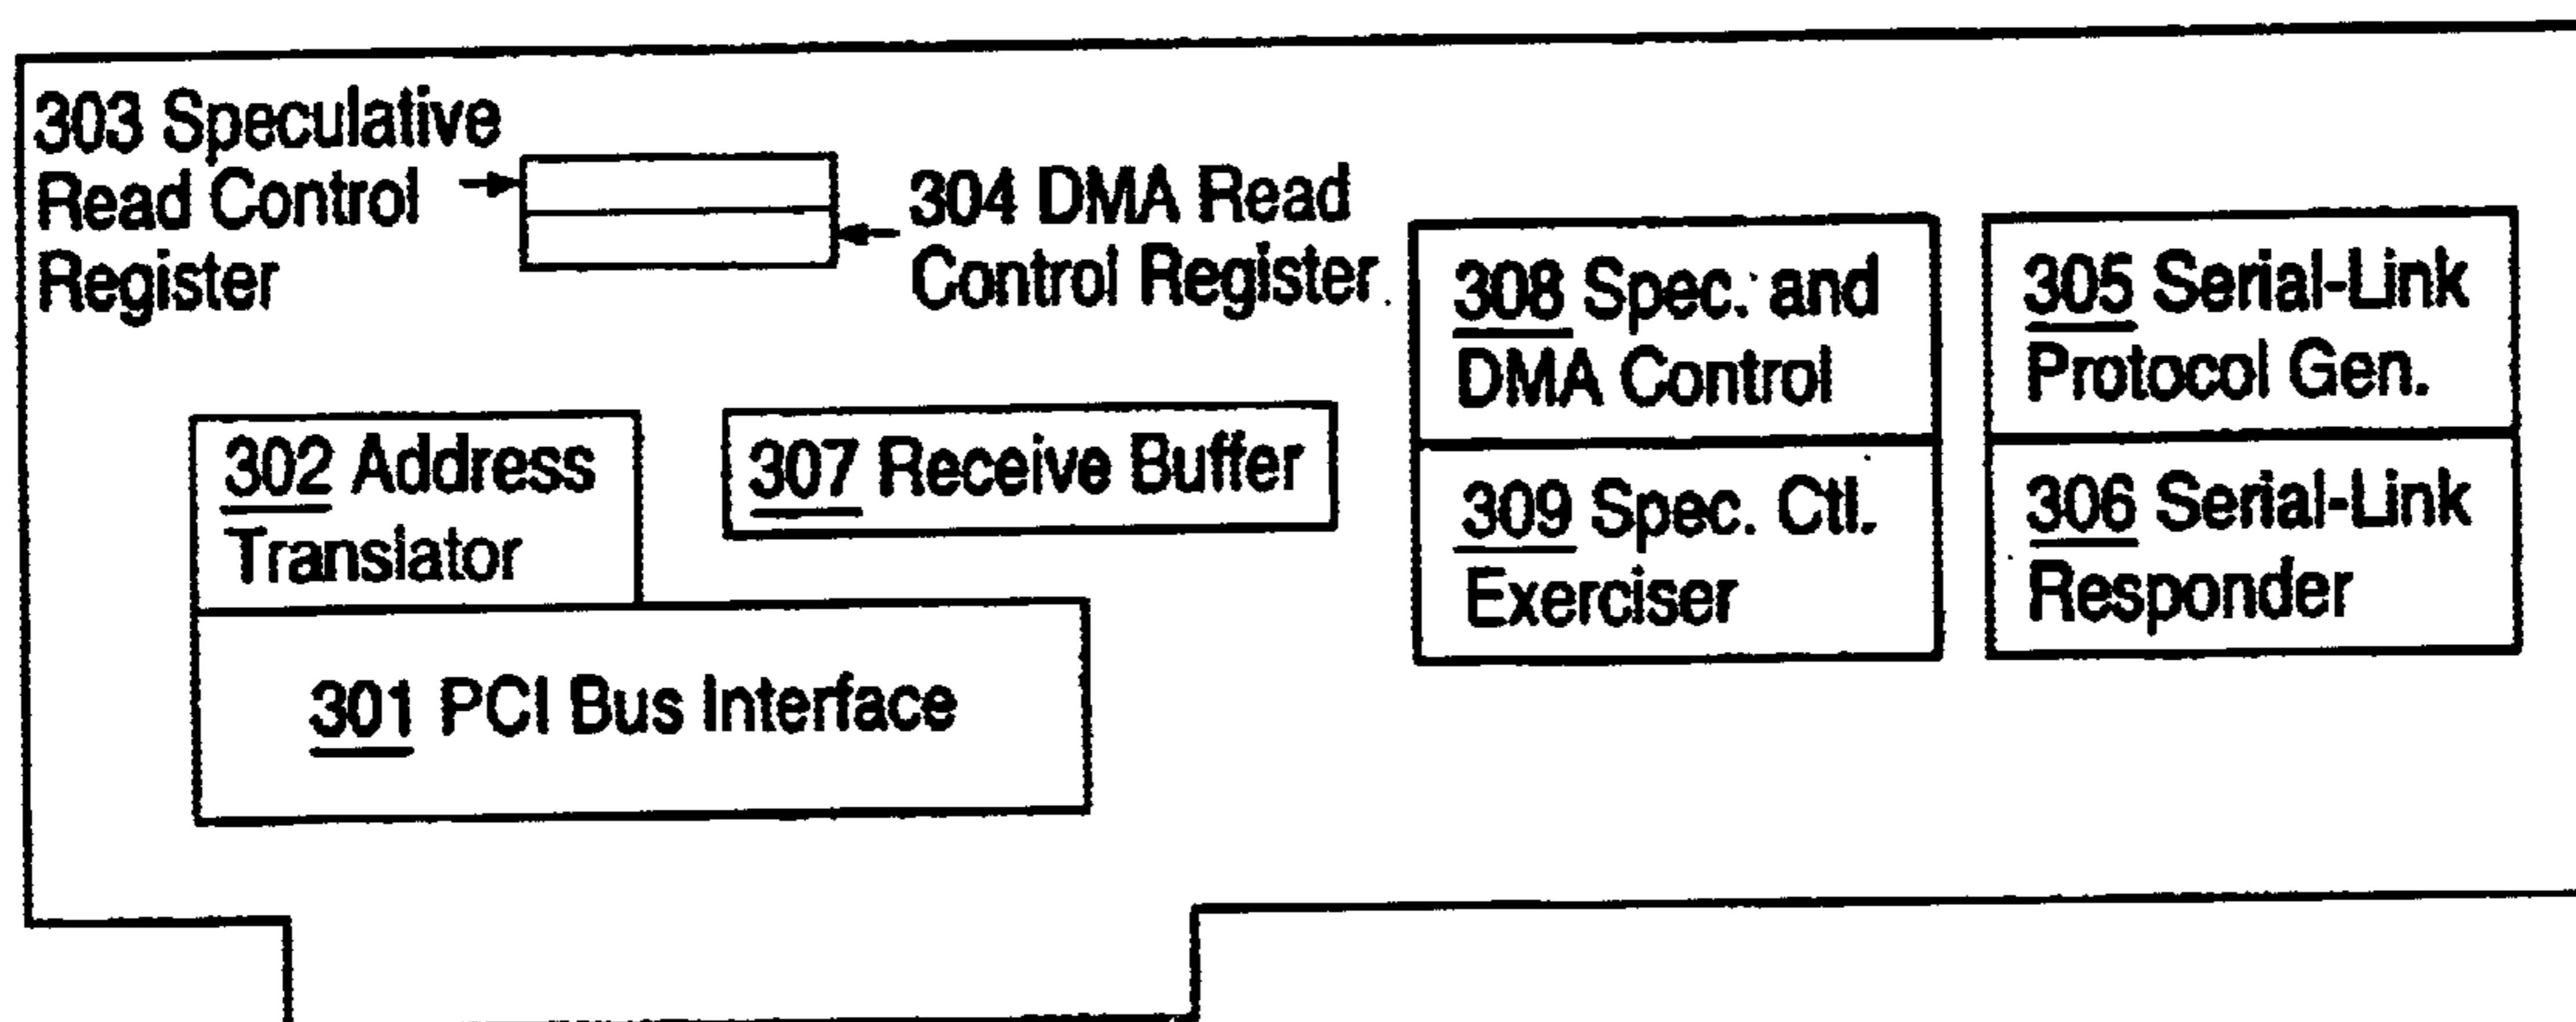 303 Speculative
Read Control
Register
304 DMA Read
Control Register
308 Spec. and
DMA Control
305 Serial-Link
Protocol Gen.
302 Address
Translator
307 Receive Buffer
309 Spec. Ctl.
Exerciser
306 Serial-Link
Responder
301 PCI Bus Interface